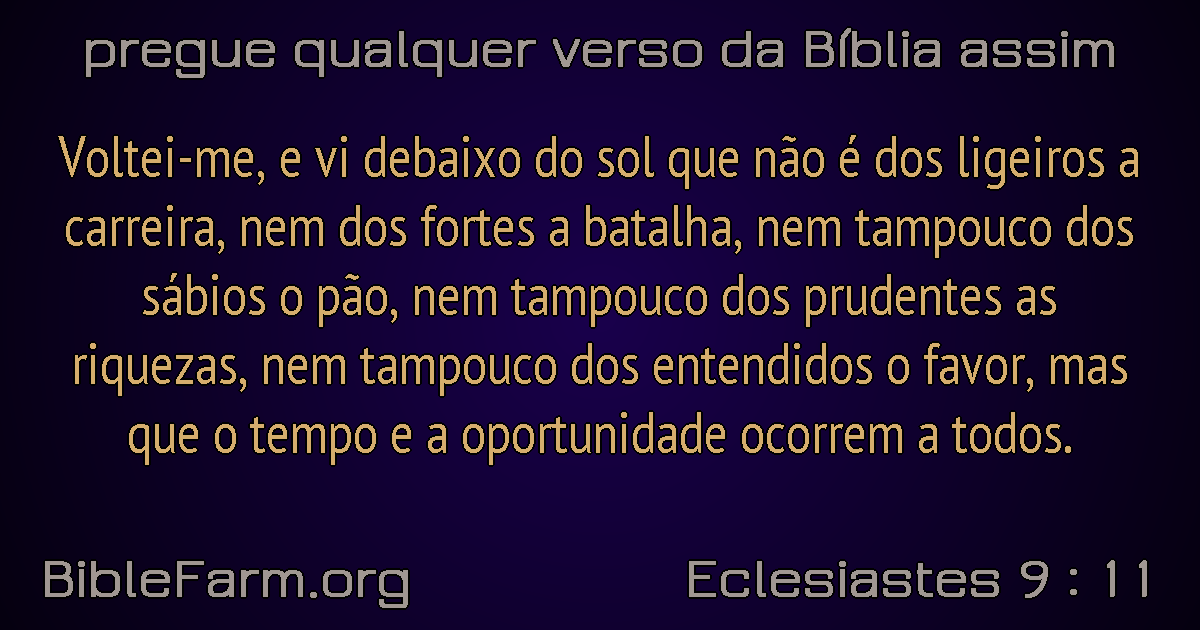 pregue qualquer verso da Bíblia assim
Voltei-me, e vi debaixo do sol que não é dos ligeiros a
carreira, nem dos fortes a batalha, nem tampouco dos
sábios o pão, nem tampouco dos prudentes as
riquezas, nem tampouco dos entendidos o favor, mas
que o tempo e a oportunidade ocorrem a todos.
BibleFarm.org
Eclesiastes 9 : 11